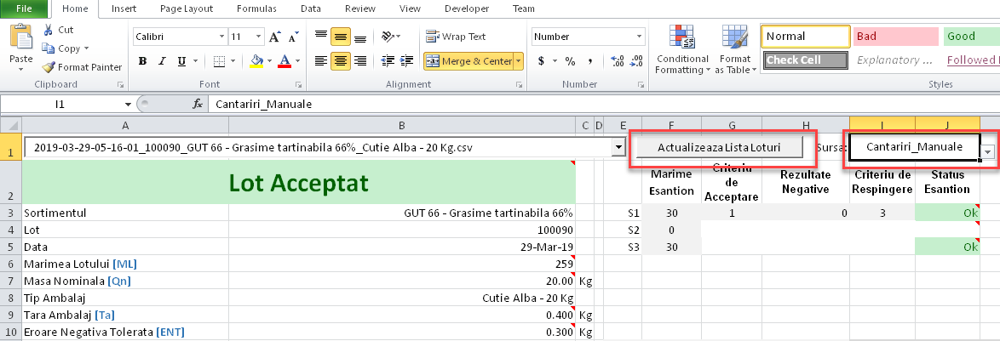 File Home Insert Page Layout Formulas Data Review View Developer Team
Paste Cut Copy Format Painter Clipboard
Calibri 11 A A B I U A Font
Wrap Text Merge & Center Alignment
Number $ % , .0 .00 .00 .0 Number
Conditional Formatting Format as Table Normal Bad Good Check Cell Explanatory ... Followed Styles
I1 fx Cantariri_Manuale
A B C D E F G H I J
1 2019-03-29-05-16-01_100090_GUT 66 - Grasime tartinabila 66%_Cutie Alba - 20 Kg.csv Actualizeaza Lista Loturi Sursa: Cantariri_Manuale
2 Lot Acceptat Marime Esantion Criteriu de Acceptare Rezultate Negative Criteriu de Respingere Status Esantion
3 Sortimentul GUT 66 - Grasime tartinabila 66% S1 30 1 0 3 Ok
4 Lot 100090 S2 0
5 Data 29-Mar-19 S3 30 Ok
6 Marimea Lotului [ML] 259
7 Masa Nominala [Qn] 20.00 Kg
8 Tip Ambalaj Cutie Alba - 20 Kg
9 Tara Ambalaj [Ta] 0.400 Kg
10 Eroare Negativa Tolerata [ENT] 0.300 Kg